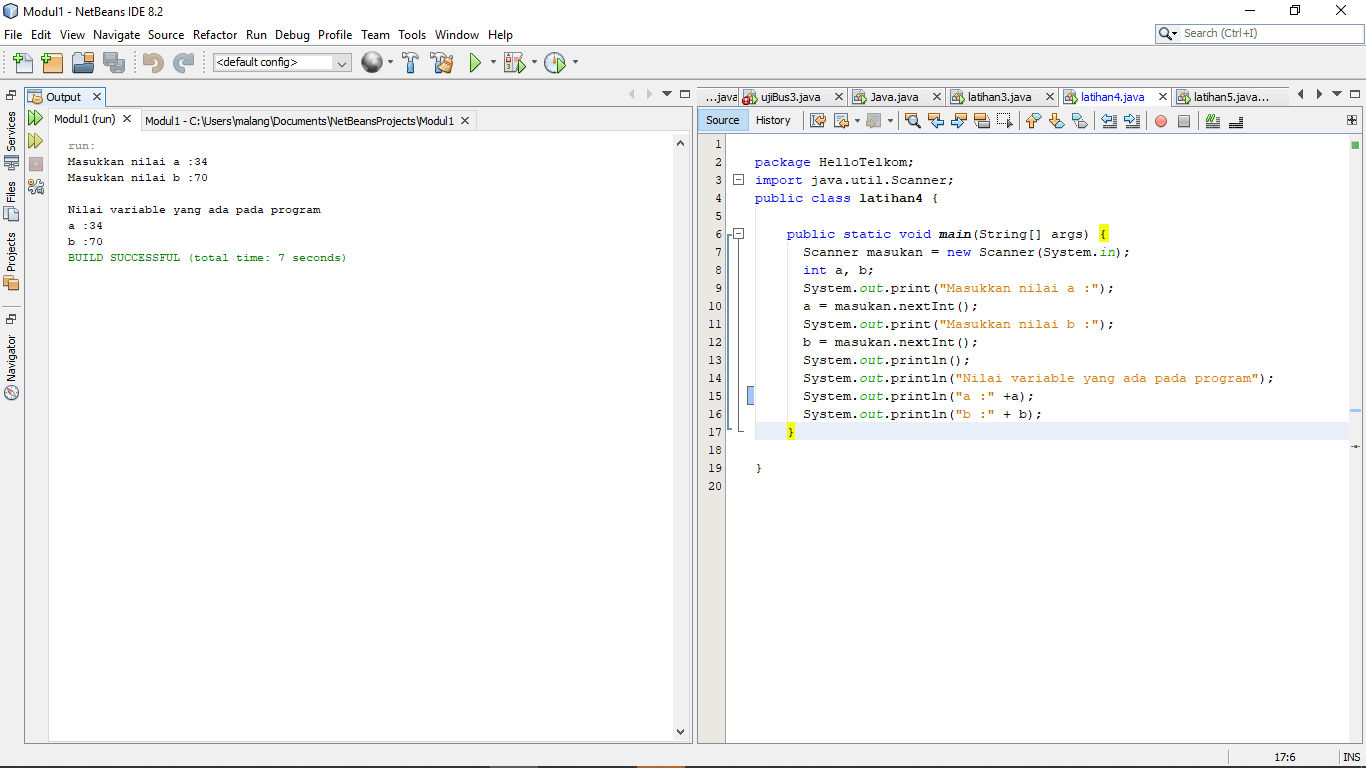 Modul1 - NetBeans IDE 8.2
File Edit View Navigate Source Refactor Run Debug Profile Team Tools Window Help
Search (Ctrl+I)
<default config>
Output
Modul1 (run)
Modul1 - C:\Users\malang\Documents\NetBeansProjects\Modul1
run:
Masukkan nilai a :34
Masukkan nilai b :70
Nilai variable yang ada pada program
a :34
b :70
BUILD SUCCESSFUL (total time: 7 seconds)
Services
Files
Projects
Navigator
...java ujiBus3.java Java.java latihan3.java latihan4.java latihan5.java...
Source History
1
2 package HelloTelkom;
3 import java.util.Scanner;
4 public class latihan4 {
5
6 public static void main(String[] args) {
7 Scanner masukan = new Scanner(System.in);
8 int a, b;
9 System.out.print("Masukkan nilai a :");
10 a = masukan.nextInt();
11 System.out.print("Masukkan nilai b :");
12 b = masukan.nextInt();
13 System.out.println();
14 System.out.println("Nilai variable yang ada pada program");
15 System.out.println("a :" +a);
16 System.out.println("b :" + b);
17 }
18
19 }
20
17:6 INS